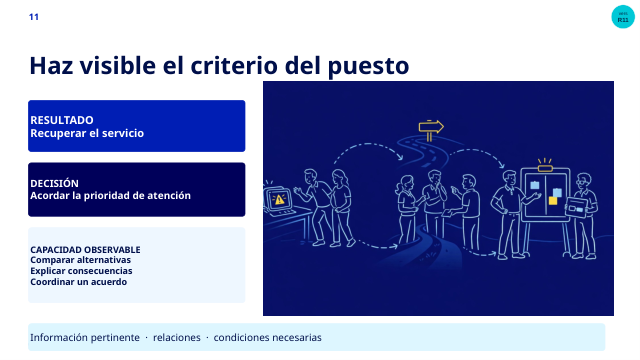 11
R11
Haz visible el criterio del puesto
RESULTADO
Recuperar el servicio
DECISIÓN
Acordar la prioridad de atención
CAPACIDAD OBSERVABLE
Comparar alternativas
Explicar consecuencias
Coordinar un acuerdo
Información pertinente · relaciones · condiciones necesarias